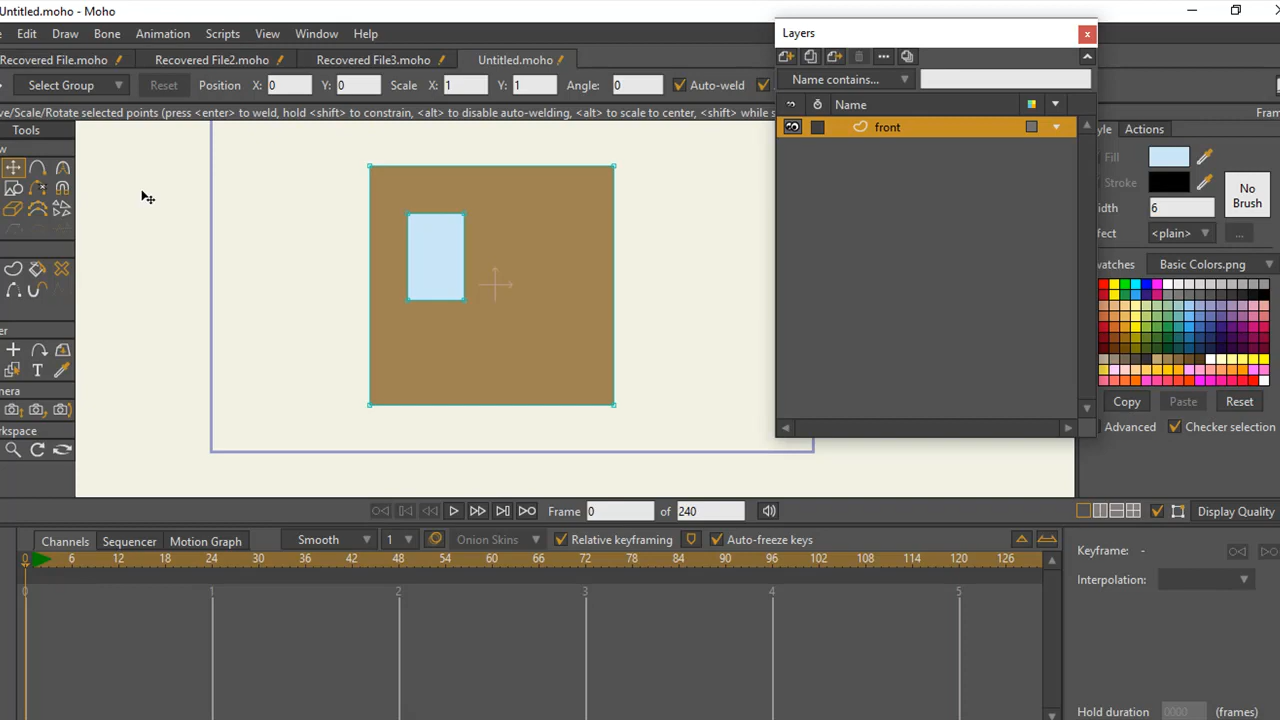 Untitled.moho - Moho
Edit Draw Bone Animation Scripts View Window Help
Recovered File.moho Recovered File2.moho Recovered File3.moho Untitled.moho
Select Group Reset Position X: 0 Y: 0 Scale X: 1 Y: 1 Angle: 0 Auto-weld
ve/Scale/Rotate selected points (press <enter> to weld, hold <shift> to constrain, <alt> to disable auto-welding, <alt> to scale to center, <shift> while s
Fram
Layers
Name contains...
Name
front
Tools
w
T
er
mera
orkspace
yle Actions
Fill
Stroke
No
Brush
idth 6
fect <plain> ...
watches Basic Colors.png
Copy Paste Reset
Advanced Checker selection
Frame 0 of 240 Display Quality
Channels Sequencer Motion Graph Smooth 1 Onion Skins Relative keyframing Auto-freeze keys
0 6 12 18 24 30 36 42 48 54 60 66 72 78 84 90 96 102 108 114 120 126
0 1 2 3 4 5
Keyframe: -
Interpolation:
Hold duration 0000 (frames)